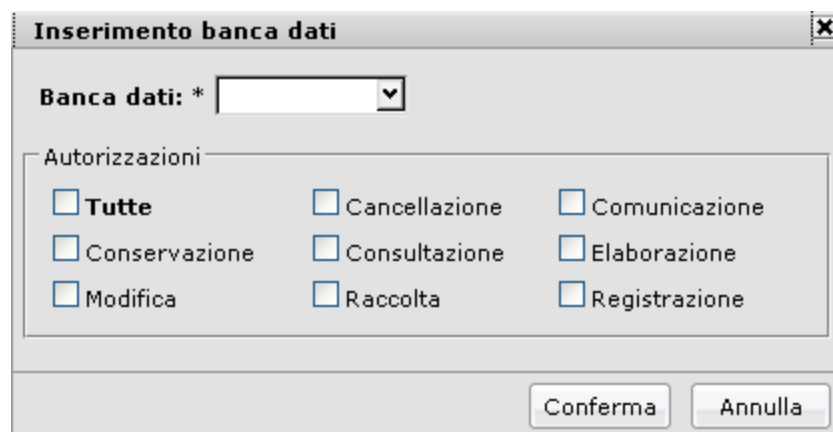 Inserimento banca dati
Banca dati: *
Autorizzazioni
Tutte Cancellazione Comunicazione
Conservazione Consultazione Elaborazione
Modifica Raccolta Registrazione
Conferma Annulla